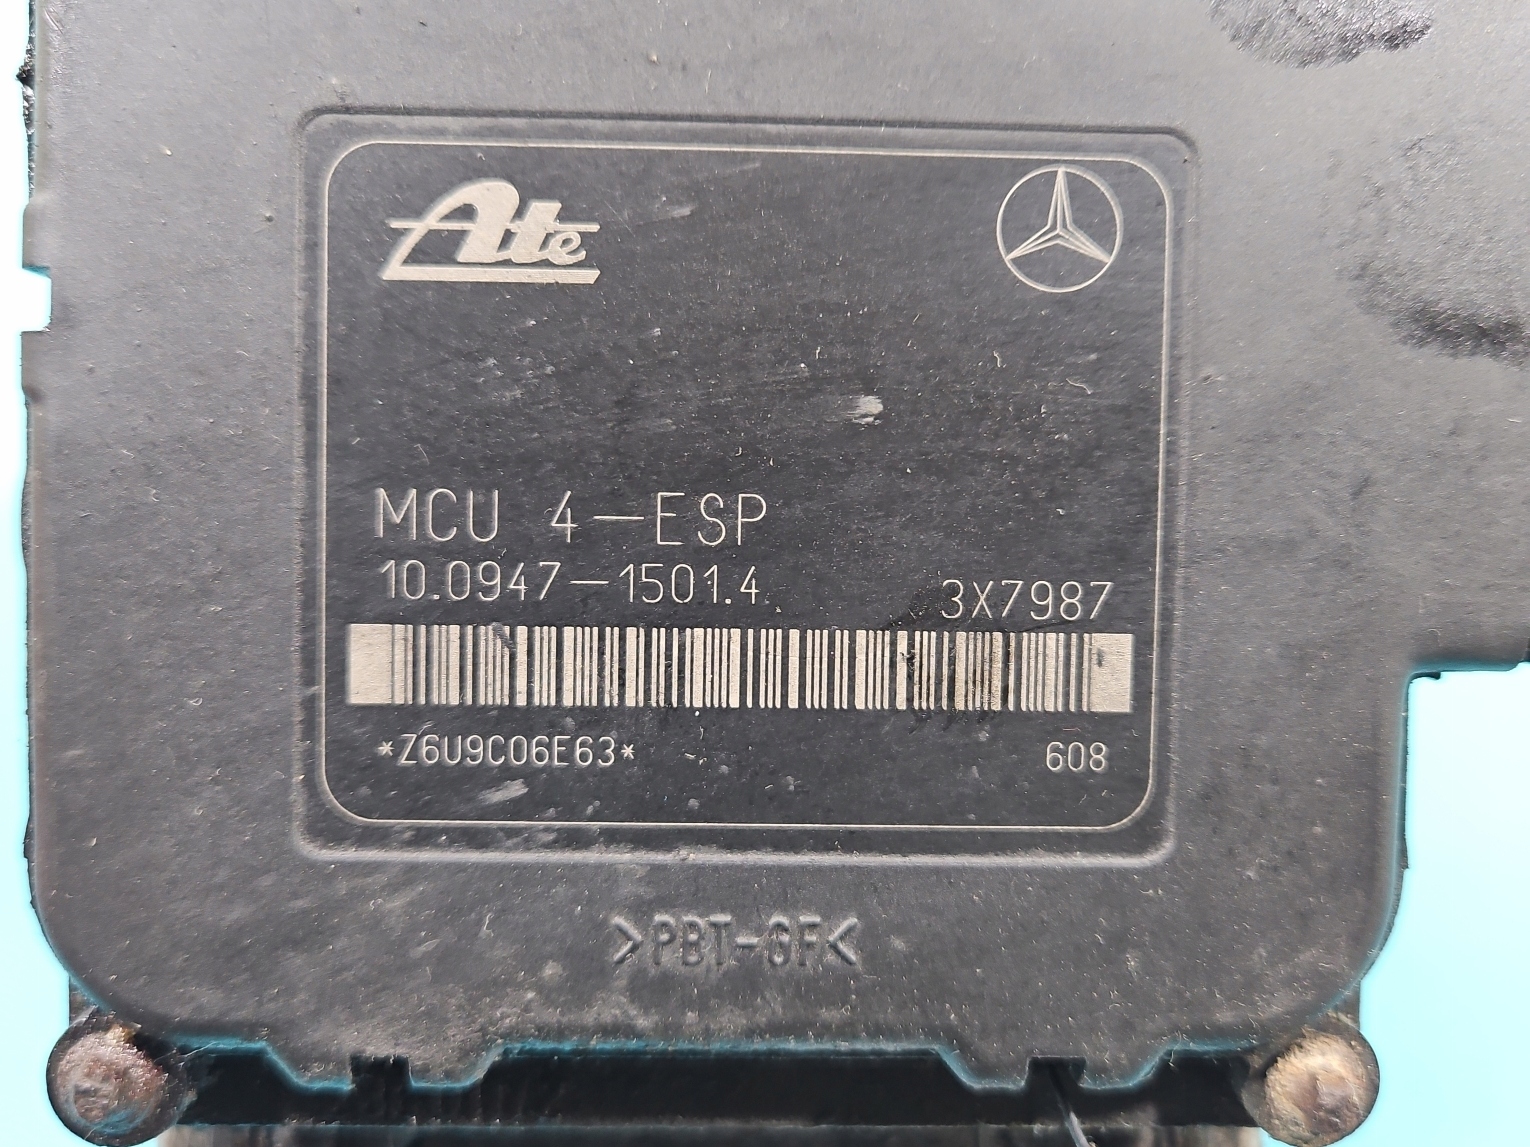 Ate
MCU 4-ESP
10.0947-1501.4 3X7987
*Z6U9C06E63* 608
>PBT-GF<